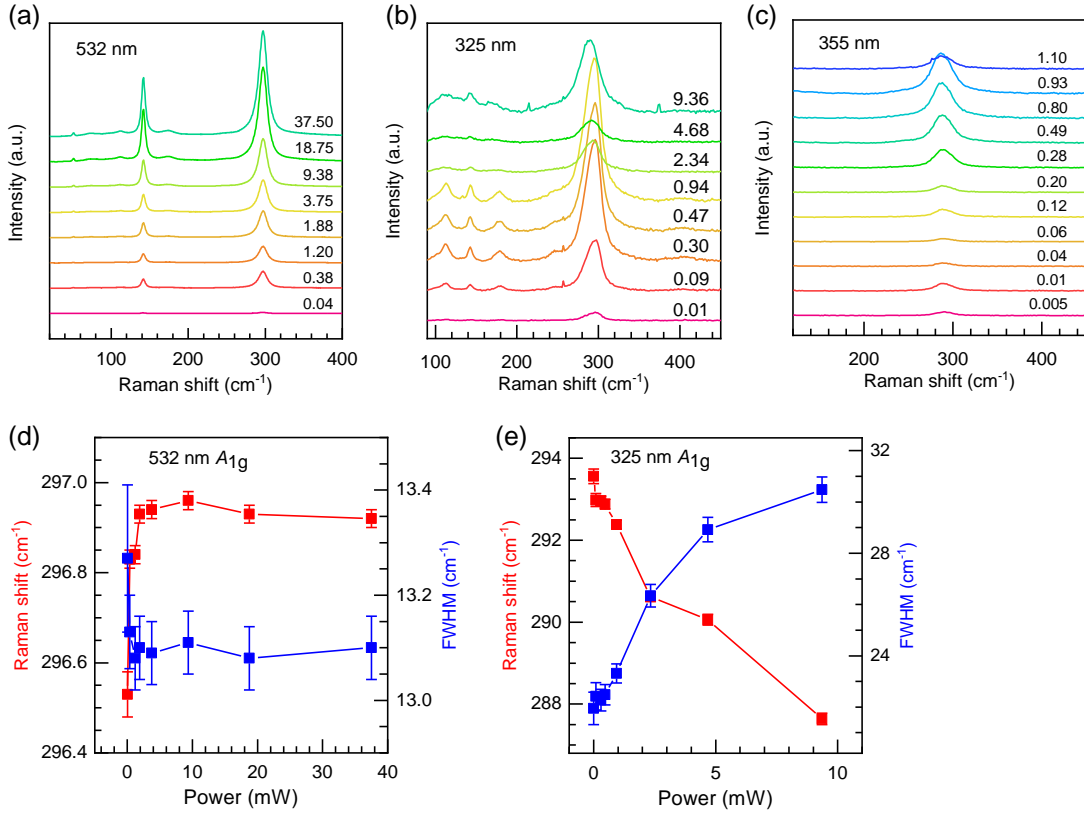 (a)
532 nm
37.50
18.75
9.38
3.75
1.88
1.20
0.38
0.04
Intensity (a.u.)
100 200 300 400
Raman shift (cm-1)
(b)
325 nm
9.36
4.68
2.34
0.94
0.47
0.30
0.09
0.01
Intensity (a.u.)
100 200 300 400
Raman shift (cm-1)
(c)
355 nm
1.10
0.93
0.80
0.49
0.28
0.20
0.12
0.06
0.04
0.01
0.005
Intensity (a.u.)
200 300 400
Raman shift (cm-1)
(d)
532 nm A1g
297.0
296.8
296.6
296.4
Raman shift (cm-1)
13.4
13.2
13.0
FWHM (cm-1)
0 10 20 30 40
Power (mW)
(e)
325 nm A1g
294
292
290
288
Raman shift (cm-1)
32
28
24
FWHM (cm-1)
0 5 10
Power (mW)